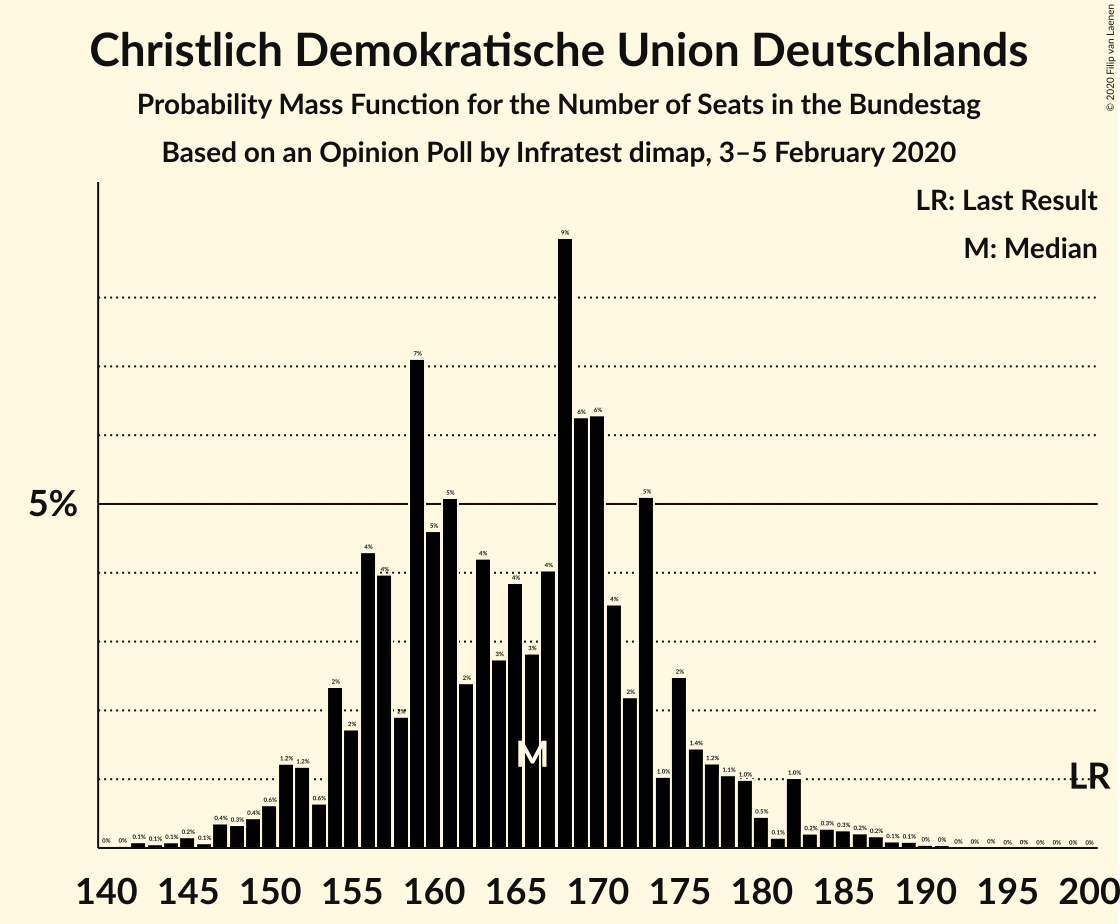 Christlich Demokratische Union Deutschlands
Probability Mass Function for the Number of Seats in the Bundestag
Based on an Opinion Poll by Infratest dimap, 3–5 February 2020
© 2020 Filip van Laenen
LR: Last Result
M: Median
5%
0% 0% 0.1% 0.1% 0.1% 0.2% 0.1% 0.4% 0.3% 0.4% 0.6% 1.2% 1.2% 0.6% 2% 2% 4% 4% 2% 7% 5% 5% 2% 4% 3% 4% 3% 4% 9% 6% 6% 4% 2% 5% 1.0% 2% 1.4% 1.2% 1.1% 1.0% 0.5% 0.1% 1.0% 0.2% 0.3% 0.3% 0.2% 0.2% 0.1% 0.1% 0% 0% 0% 0% 0% 0% 0% 0% 0% 0% 0%
M
LR
140 145 150 155 160 165 170 175 180 185 190 195 200